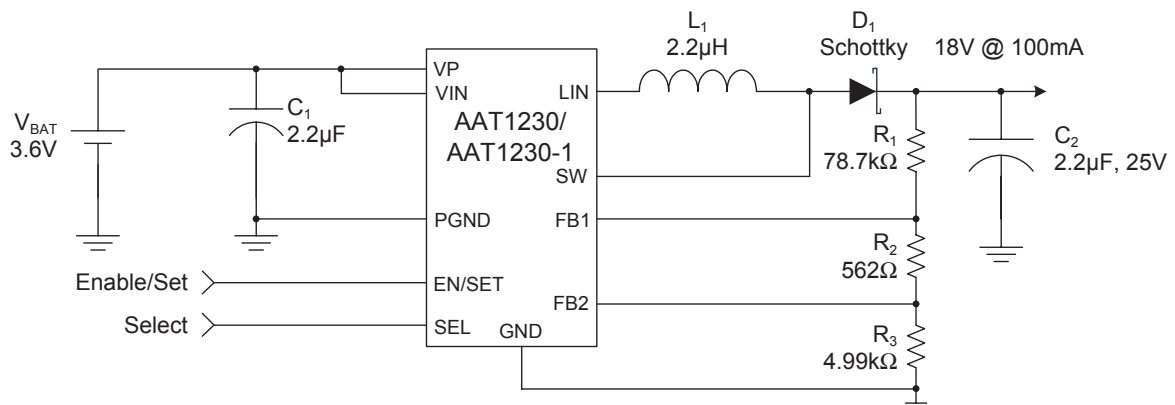 L₁
2.2µH
D₁
Schottky
18V @ 100mA
VP
VIN
LIN
C₁
2.2µF
AAT1230/
AAT1230-1
V_BAT
3.6V
R₁
78.7kΩ
C₂
2.2µF, 25V
SW
PGND
FB1
R₂
562Ω
Enable/Set
EN/SET
FB2
Select
SEL
GND
R₃
4.99kΩ